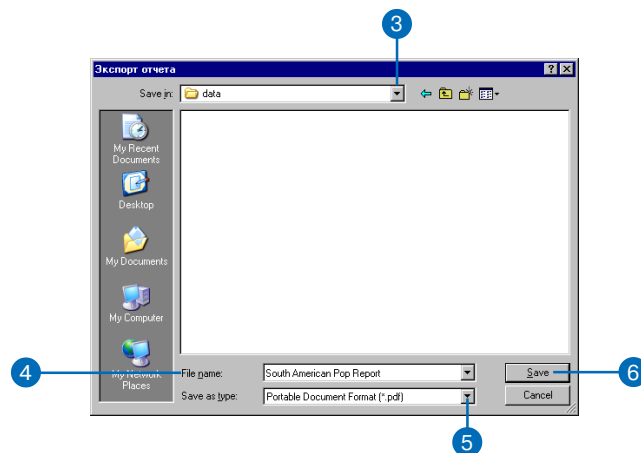 3
Экспорт отчета
Save in: data
My Recent
Documents
Desktop
My Documents
My Computer
My Network
Places
4
File name: South American Pop Report Save
6
Save as type: Portable Document Format (*.pdf) Cancel
5